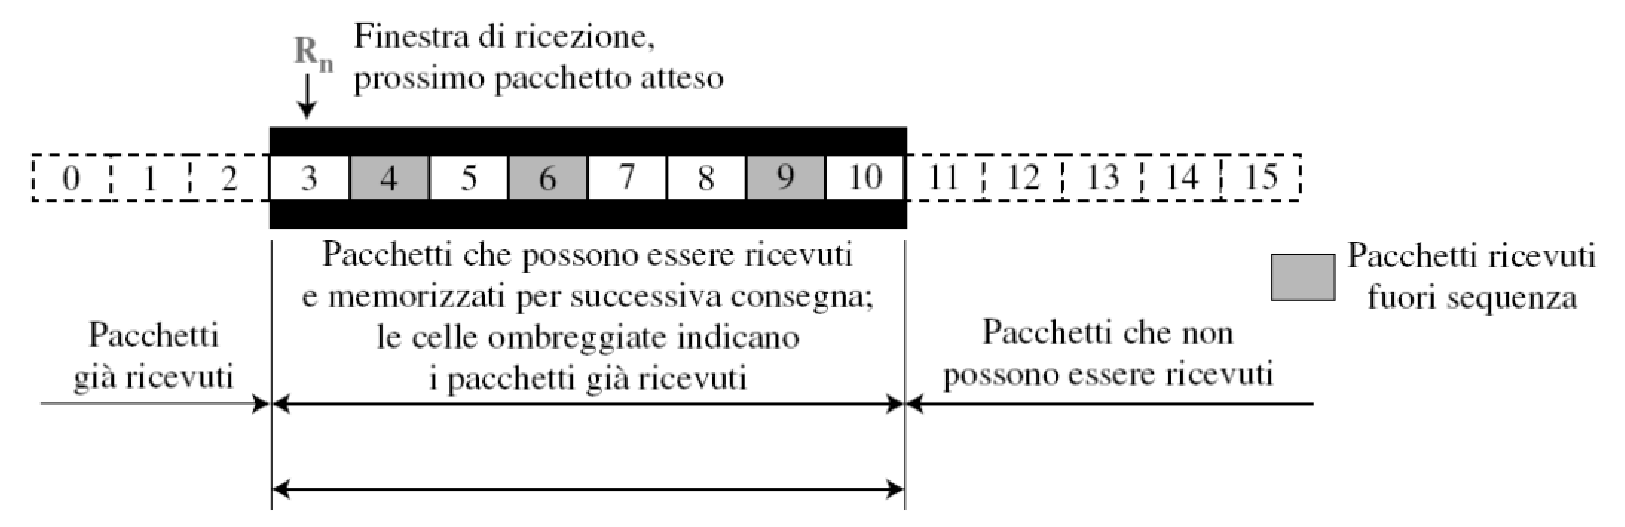 Rn
Finestra di ricezione,
prossimo pacchetto atteso
0 1 2 3 4 5 6 7 8 9 10 11 12 13 14 15
Pacchetti che possono essere ricevuti
e memorizzati per successiva consegna;
le celle ombreggiate indicano
i pacchetti già ricevuti
Pacchetti
già ricevuti
Pacchetti che non
possono essere ricevuti
Pacchetti ricevuti
fuori sequenza